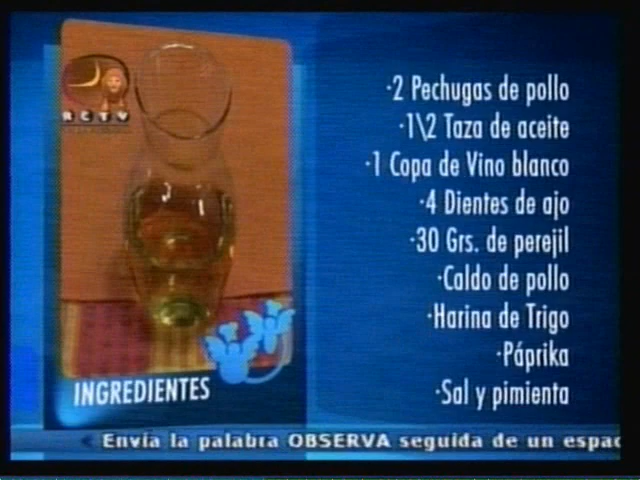 RCTV
·2 Pechugas de pollo
·1\2 Taza de aceite
·1 Copa de Vino blanco
·4 Dientes de ajo
·30 Grs. de perejil
·Caldo de pollo
·Harina de Trigo
·Páprika
·Sal y pimienta
INGREDIENTES
Envía la palabra OBSERVA seguida de un espac